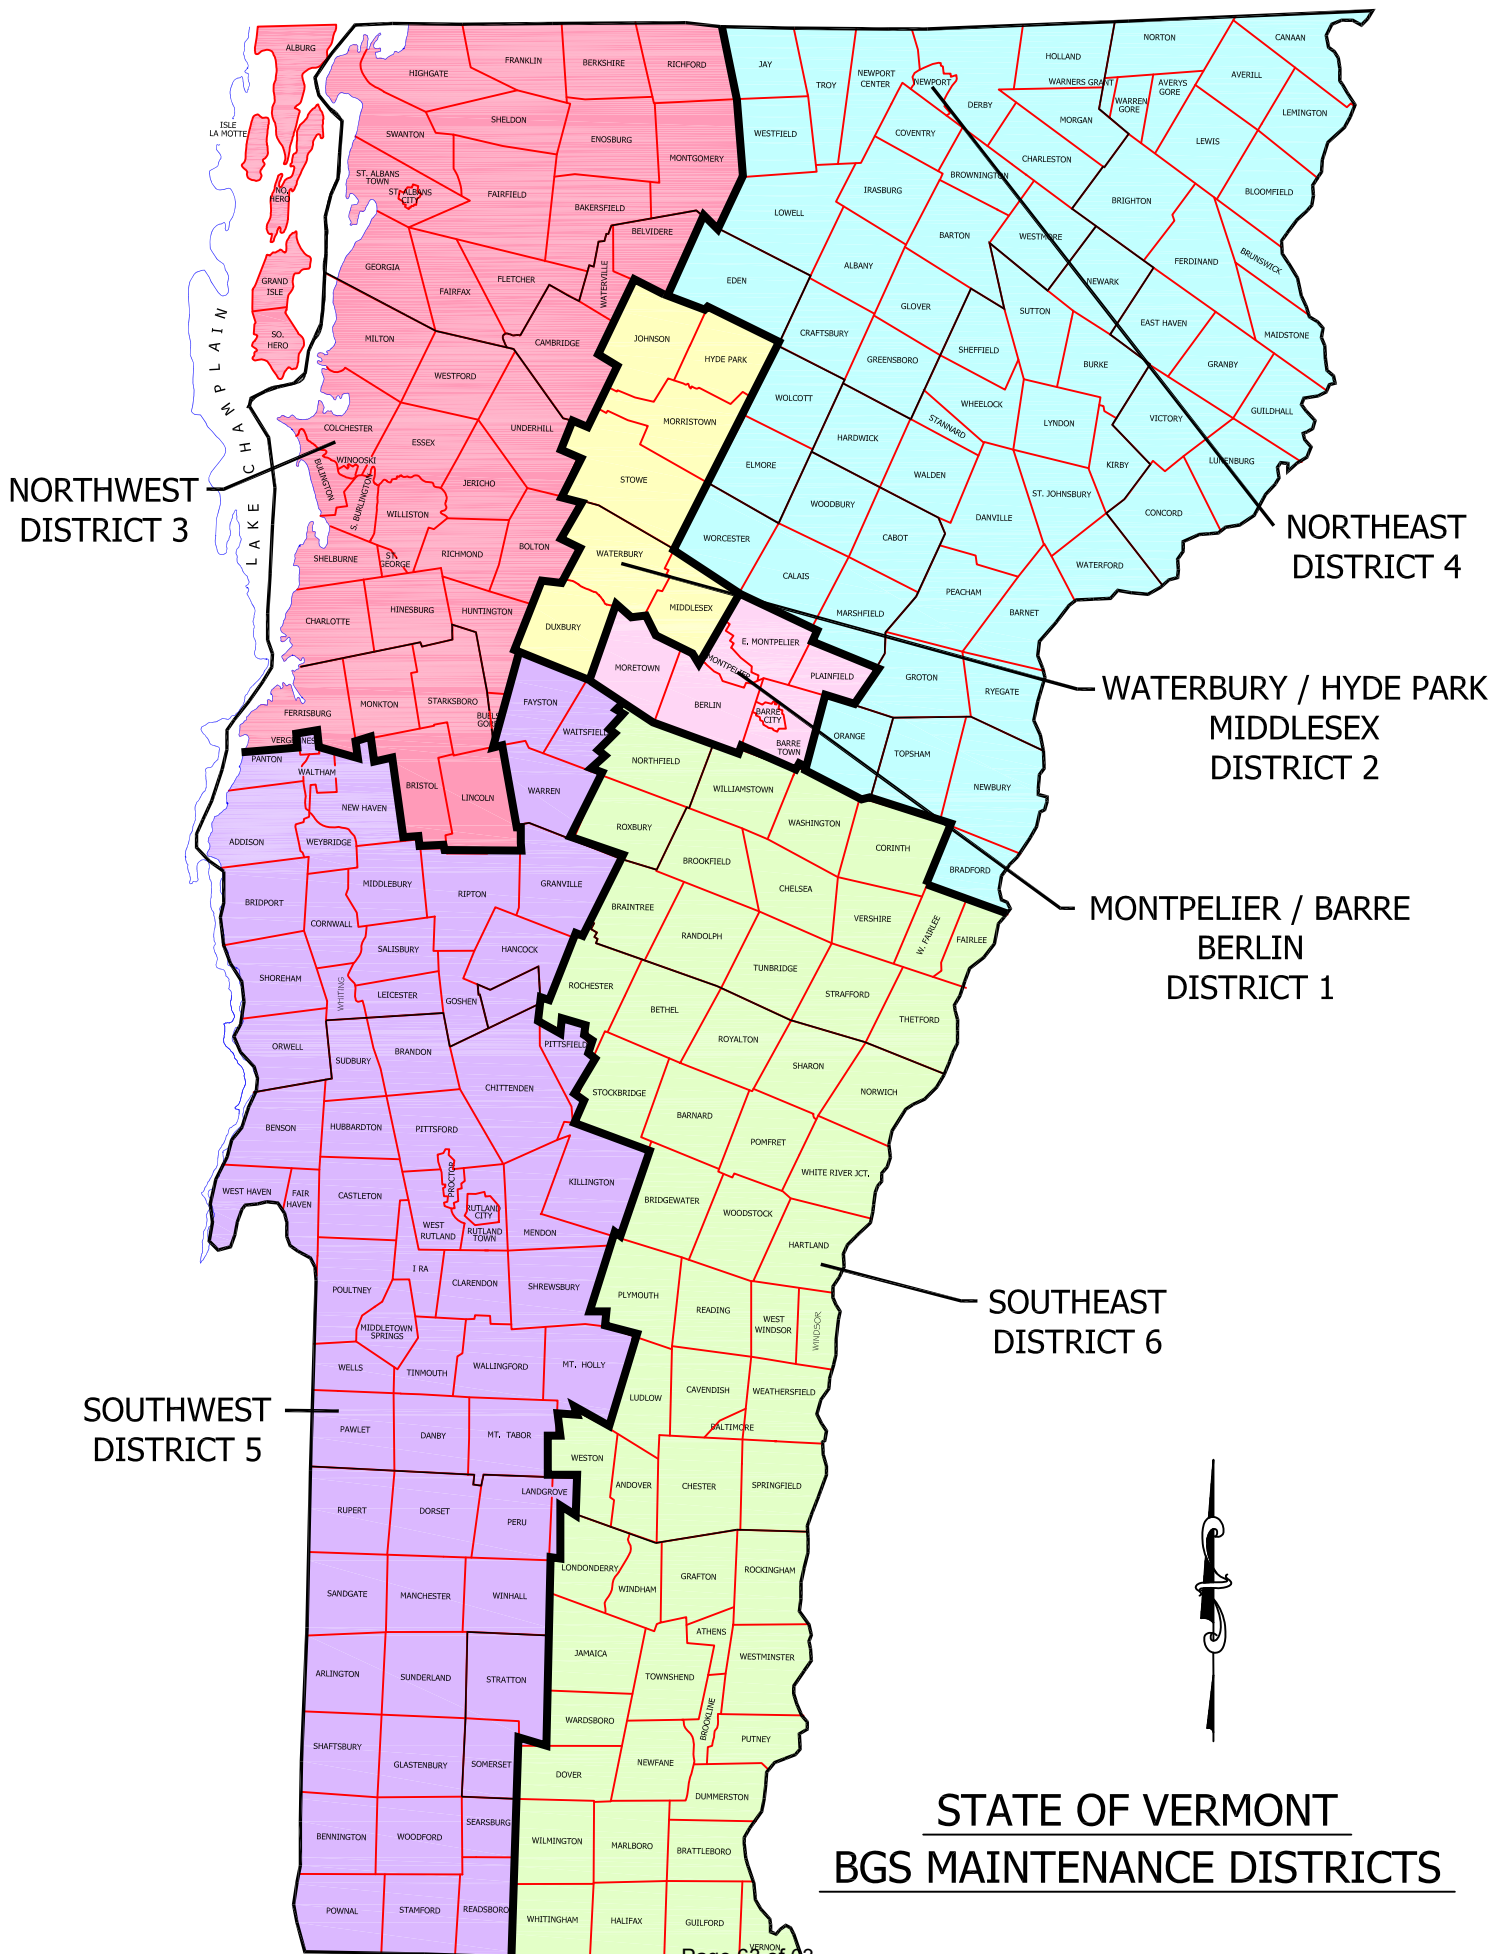 ALBURG
HIGHGATE
FRANKLIN
BERKSHIRE
RICHFORD
JAY
TROY
NEWPORT
CENTER
NEWPORT
DERBY
HOLLAND
WARNERS GRANT
NORTON
WARREN
GORE
AVERYS
GORE
AVERILL
CANAAN
LEMINGTON
ISLE
LA MOTTE
SWANTON
SHELDON
ENOSBURG
MONTGOMERY
WESTFIELD
COVENTRY
MORGAN
CHARLESTON
LEWIS
BLOOMFIELD
ST. ALBANS
TOWN
ST. ALBANS
CITY
NO.
HERO
FAIRFIELD
BAKERSFIELD
BELVIDERE
LOWELL
IRASBURG
BROWNINGTON
BRIGHTON
BARTON
WESTMORE
FERDINAND
BRUNSWICK
GRAND
ISLE
GEORGIA
FAIRFAX
FLETCHER
WATERVILLE
EDEN
ALBANY
GLOVER
NEWARK
SUTTON
EAST HAVEN
MAIDSTONE
SO.
HERO
MILTON
WESTFORD
CAMBRIDGE
JOHNSON
HYDE PARK
CRAFTSBURY
GREENSBORO
SHEFFIELD
BURKE
GRANBY
GUILDHALL
LAKE CHAMPLAIN
COLCHESTER
WINOOSKI
BULINGTON
S. BURLINGTON
ESSEX
UNDERHILL
JERICHO
MORRISTOWN
STOWE
WOLCOTT
ELMORE
HARDWICK
STANNARD
WHEELOCK
LYNDON
VICTORY
KIRBY
LUNENBURG
WALDEN
ST. JOHNSBURY
CONCORD
NORTHWEST
DISTRICT 3
NORTHEAST
DISTRICT 4
WILLISTON
SHELBURNE
ST.
GEORGE
RICHMOND
BOLTON
WATERBURY
WORCESTER
WOODBURY
CABOT
DANVILLE
CALAIS
WATERFORD
PEACHAM
BARNET
CHARLOTTE
HINESBURG
HUNTINGTON
DUXBURY
MIDDLESEX
MARSHFIELD
E. MONTPELIER
MONTPELIER
PLAINFIELD
MORETOWN
BERLIN
BARRE
CITY
BARRE
TOWN
GROTON
RYEGATE
WATERBURY / HYDE PARK
MIDDLESEX
DISTRICT 2
FERRISBURG
MONKTON
STARKSBORO
BUELS
GORE
FAYSTON
WAITSFIELD
VERGENNES
PANTON
WALTHAM
NEW HAVEN
BRISTOL
LINCOLN
WARREN
NORTHFIELD
WILLIAMSTOWN
ORANGE
TOPSHAM
NEWBURY
WASHINGTON
CORINTH
ADDISON
WEYBRIDGE
ROXBURY
BROOKFIELD
CHELSEA
BRADFORD
MIDDLEBURY
RIPTON
GRANVILLE
BRIDPORT
CORNWALL
BRAINTREE
RANDOLPH
VERSHIRE
W. FAIRLEE
FAIRLEE
MONTPELIER / BARRE
BERLIN
DISTRICT 1
SALISBURY
HANCOCK
SHOREHAM
WHITING
LEICESTER
GOSHEN
ROCHESTER
BETHEL
TUNBRIDGE
STRAFFORD
THETFORD
ORWELL
SUDBURY
BRANDON
PITTSFIELD
ROYALTON
SHARON
CHITTENDEN
STOCKBRIDGE
NORWICH
BENSON
HUBBARDTON
PITTSFORD
BARNARD
POMFRET
WEST HAVEN
FAIR
HAVEN
CASTLETON
PROCTOR
KILLINGTON
WHITE RIVER JCT.
RUTLAND
CITY
WEST
RUTLAND
RUTLAND
TOWN
MENDON
BRIDGEWATER
WOODSTOCK
HARTLAND
POULTNEY
I RA
CLARENDON
SHREWSBURY
PLYMOUTH
READING
WEST
WINDSOR
WINDSOR
SOUTHEAST
DISTRICT 6
MIDDLETOWN
SPRINGS
WELLS
TINMOUTH
WALLINGFORD
MT. HOLLY
LUDLOW
CAVENDISH
WEATHERSFIELD
BALTIMORE
SOUTHWEST
DISTRICT 5
PAWLET
DANBY
MT. TABOR
WESTON
ANDOVER
CHESTER
SPRINGFIELD
LANDGROVE
RUPERT
DORSET
PERU
LONDONDERRY
WINDHAM
GRAFTON
ROCKINGHAM
SANDGATE
MANCHESTER
WINHALL
ATHENS
JAMAICA
WESTMINSTER
ARLINGTON
SUNDERLAND
STRATTON
TOWNSHEND
WARDSBORO
BROOKLINE
PUTNEY
SHAFTSBURY
GLASTENBURY
SOMERSET
DOVER
NEWFANE
DUMMERSTON
SEARSBURG
BENNINGTON
WOODFORD
WILMINGTON
MARLBORO
BRATTLEBORO
POWNAL
STAMFORD
READSBORO
WHITINGHAM
HALIFAX
GUILFORD
VERNON
STATE OF VERMONT
BGS MAINTENANCE DISTRICTS